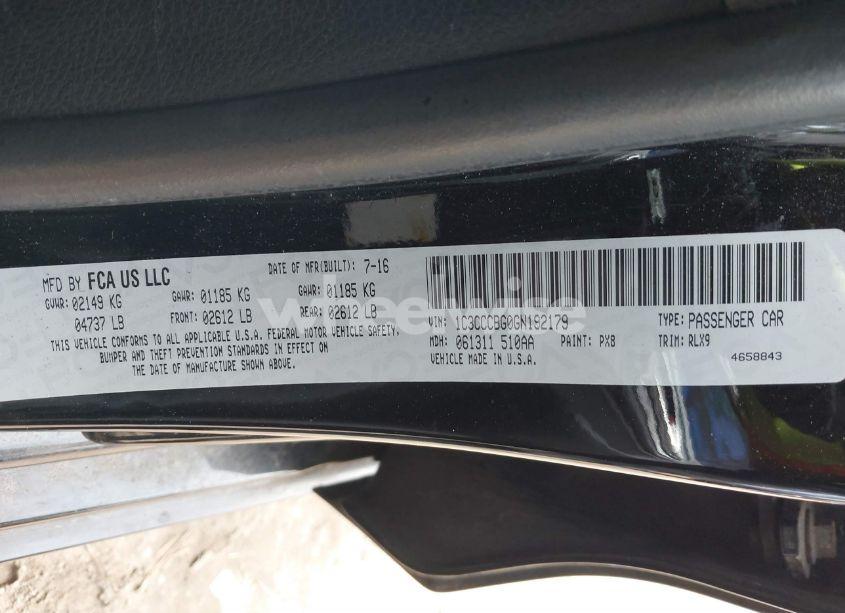 MFD BY FCA US LLC
DATE OF MFR(BUILT): 7-16
GVWR: 02149 KG GAWR: 01185 KG GAWR: 01185 KG
04737 LB FRONT: 02612 LB REAR: 02612 LB
THIS VEHICLE CONFORMS TO ALL APPLICABLE U.S.A. FEDERAL MOTOR VEHICLE SAFETY,
BUMPER AND THEFT PREVENTION STANDARDS IN EFFECT ON
THE DATE OF MANUFACTURE SHOWN ABOVE.
VIN: 1C3CCCBG0GN192179 TYPE: PASSENGER CAR
MDH: 061311 510AA PAINT: PX8 TRIM: RLX9
VEHICLE MADE IN U.S.A.
4658843
wheelwise